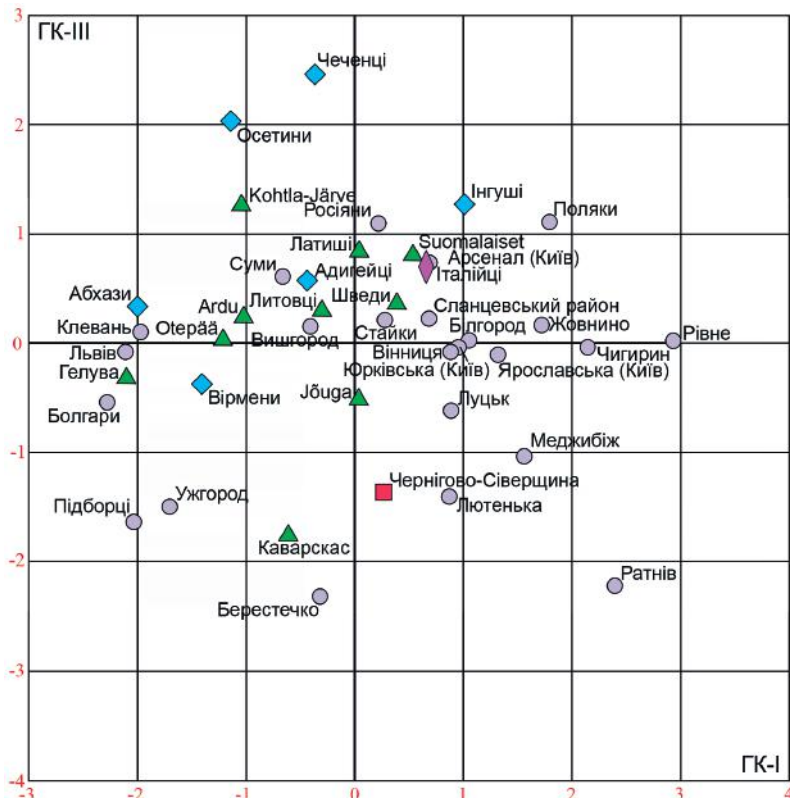 3
ГК-III
Чеченці
2
Осетини
Kohtla-Järve
Інгуші
Росіяни
Поляки
1
Латиші
Suomalaiset
Суми
Адигейці
Арсенал (Київ)
Італійці
Абхази
Ardu
Литовці
Шведи
Сланцевський район
Клевань
Otepää
Вишгород
Стайки
Білгород
Жовнино
Рівне
0
Львів
Вінниця
Чигирин
Гелува
Юрківська (Київ)
Ярославська (Київ)
Вірмени
Jõuga
Луцьк
Болгари
-1
Меджибіж
Чернігово-Сіверщина
Ужгород
Підборці
Лютенька
Каварскас
-2
Ратнів
Берестечко
-3
ГК-I
-4
-3 -2 -1 0 1 2 3 4